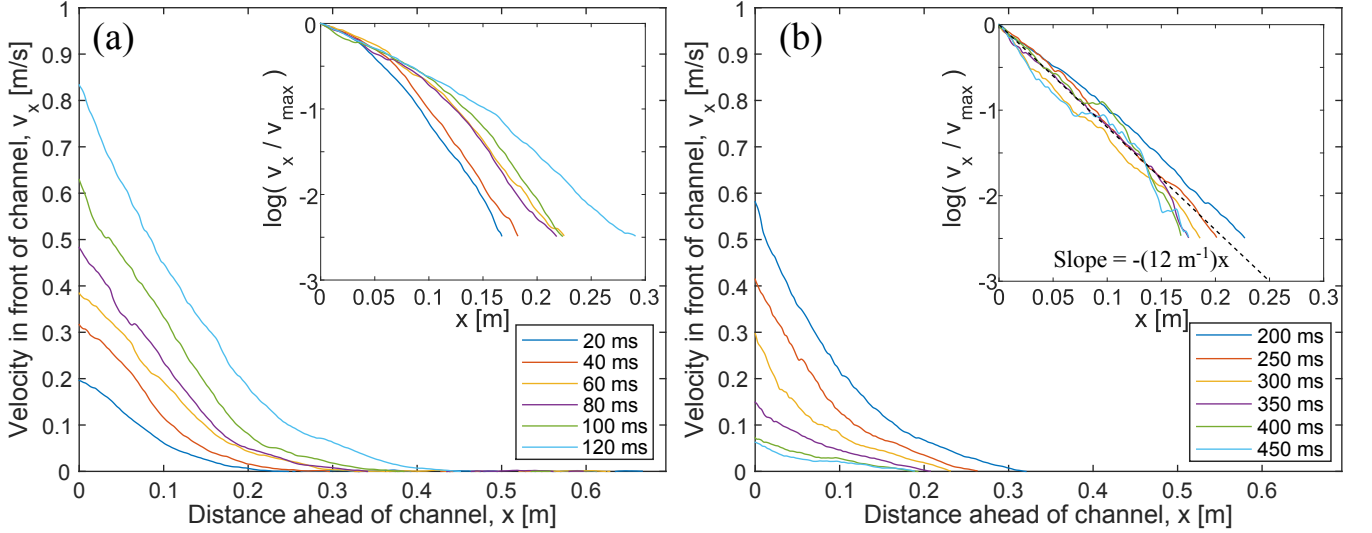 (a)
Velocity in front of channel, v_x [m/s]
1
0.9
0.8
0.7
0.6
0.5
0.4
0.3
0.2
0.1
0
0 0.1 0.2 0.3 0.4 0.5 0.6
Distance ahead of channel, x [m]
log( v_x / v_max )
0
-1
-2
-3
0 0.05 0.1 0.15 0.2 0.25 0.3
x [m]
20 ms
40 ms
60 ms
80 ms
100 ms
120 ms
(b)
Velocity in front of channel, v_x [m/s]
1
0.9
0.8
0.7
0.6
0.5
0.4
0.3
0.2
0.1
0
0 0.1 0.2 0.3 0.4 0.5 0.6
Distance ahead of channel, x [m]
log( v_x / v_max )
0
-1
-2
-3
Slope = -(12 m⁻¹)x
0 0.05 0.1 0.15 0.2 0.25 0.3
x [m]
200 ms
250 ms
300 ms
350 ms
400 ms
450 ms